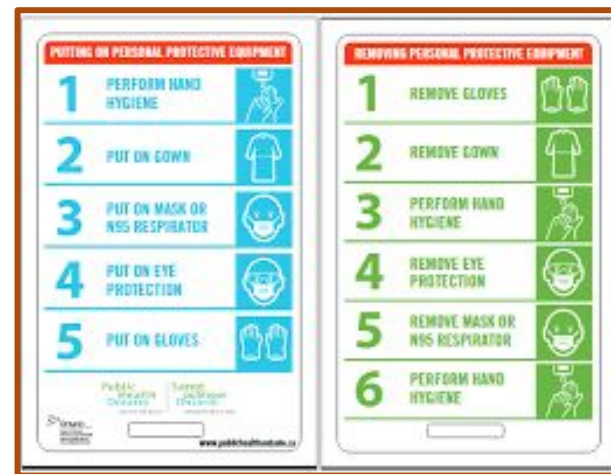 PUTTING ON PERSONAL PROTECTIVE EQUIPMENT
1 PERFORM HAND
HYGIENE
2 PUT ON GOWN
3 PUT ON MASK OR
N95 RESPIRATOR
4 PUT ON EYE
PROTECTION
5 PUT ON GLOVES
Public
Health
Ontario
Santé
publique
Ontario
www.publichealthontario.ca
REMOVING PERSONAL PROTECTIVE EQUIPMENT
1 REMOVE GLOVES
2 REMOVE GOWN
3 PERFORM HAND
HYGIENE
4 REMOVE EYE
PROTECTION
5 REMOVE MASK OR
N95 RESPIRATOR
6 PERFORM HAND
HYGIENE